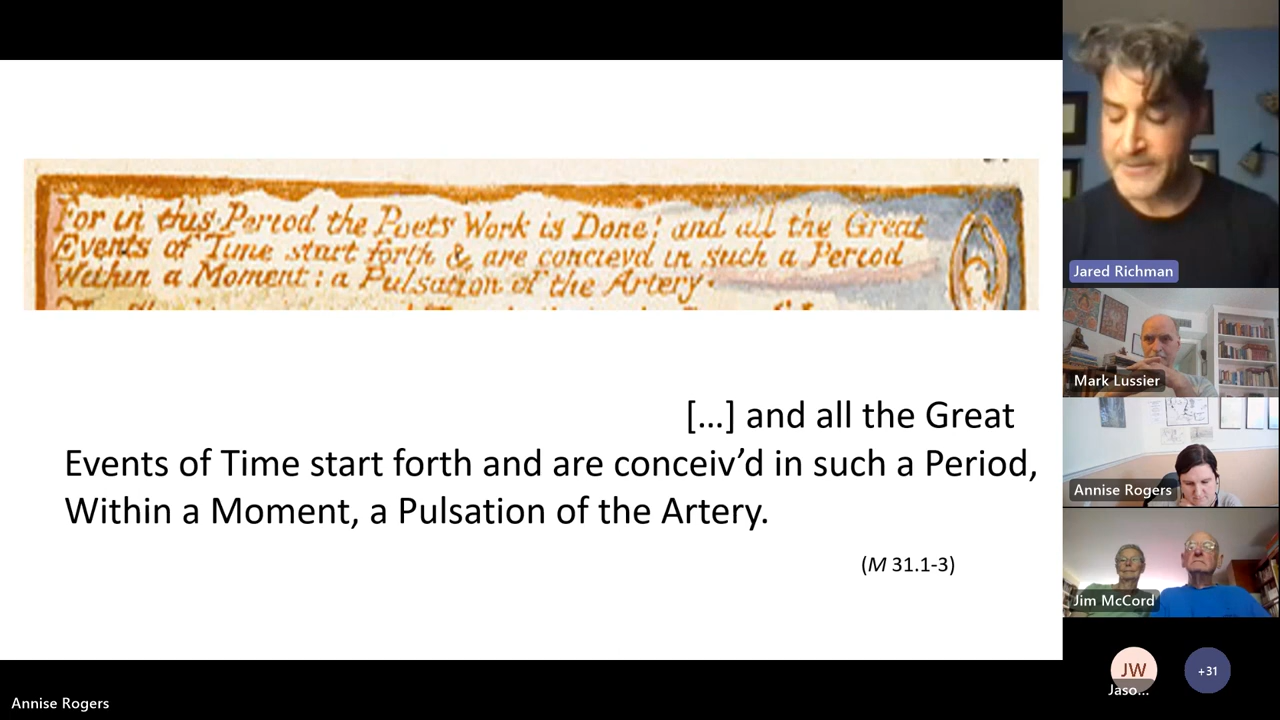 For in this Period the Poets Work is Done: and all the Great
Events of Time start forth & are concievd in such a Period
Within a Moment: a Pulsation of the Artery.
[...] and all the Great
Events of Time start forth and are conceiv’d in such a Period,
Within a Moment, a Pulsation of the Artery.
(M 31.1-3)
Jared Richman
Mark Lussier
Annise Rogers
Jim McCord
JW
+31
Jaso...
Annise Rogers